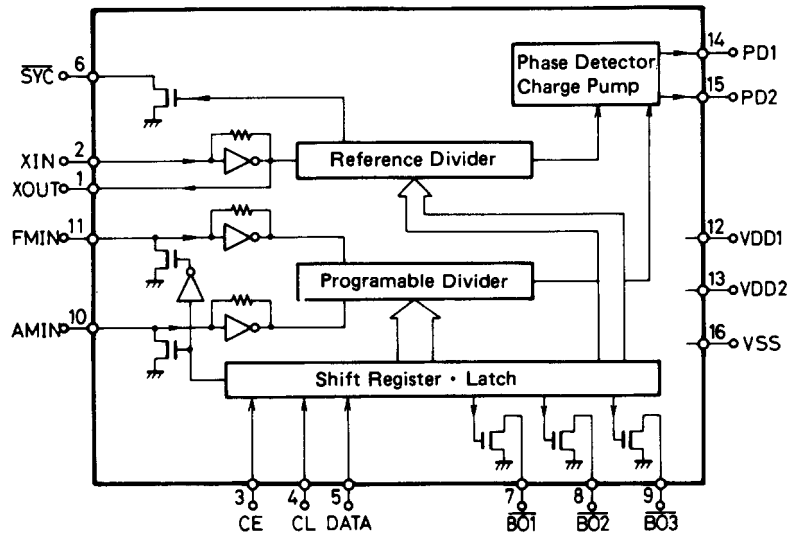 6
SYC
14
PD1
Phase Detector
Charge Pump
15
PD2
2
XIN
Reference Divider
1
XOUT
11
FMIN
12
VDD1
Programable Divider
13
VDD2
10
AMIN
16
VSS
Shift Register · Latch
3
4
5
7
8
9
CE
CL
DATA
BO1
BO2
BO3